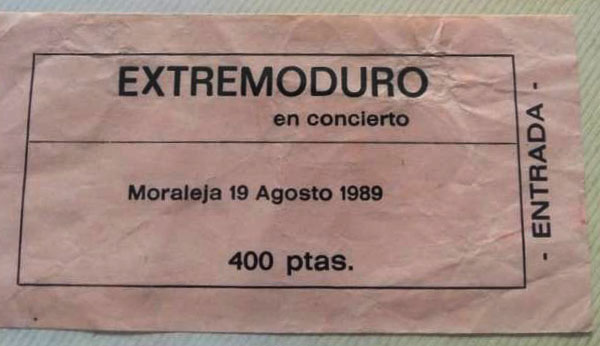 EXTREMODURO
en concierto
Moraleja 19 Agosto 1989
400 ptas.
- ENTRADA -